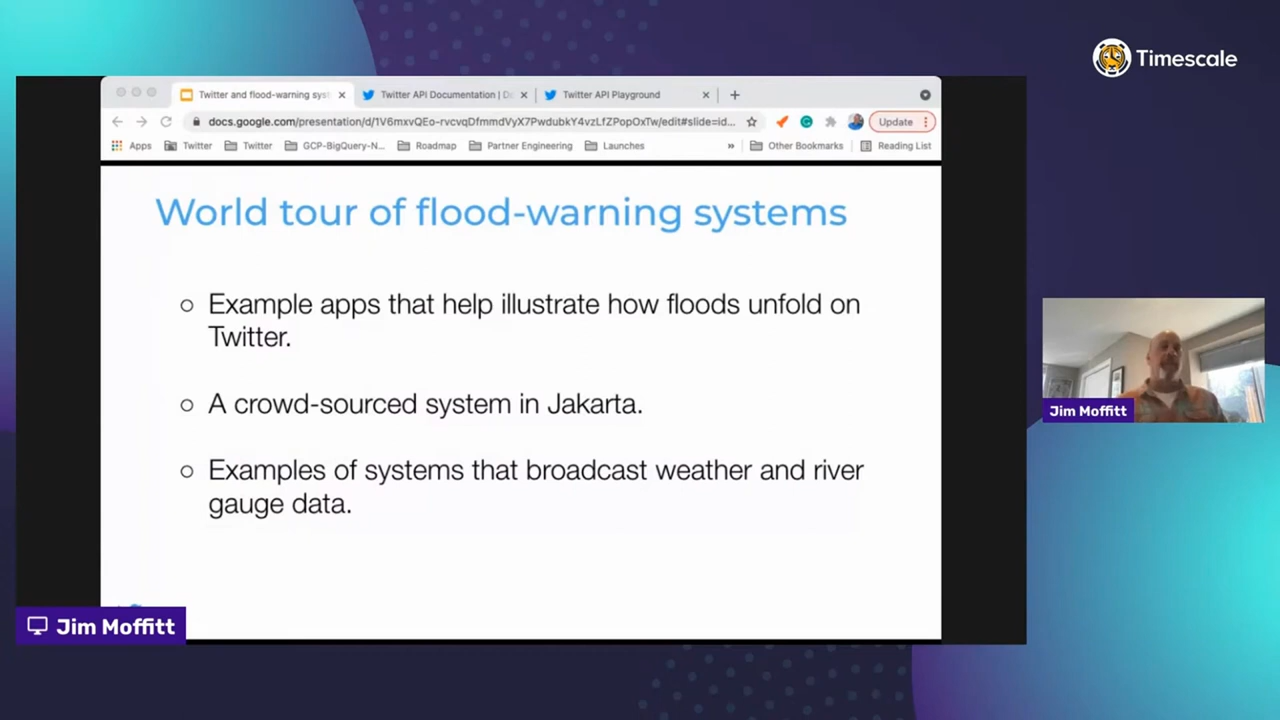 Timescale
Twitter and flood-warning sys
Twitter API Documentation | D
Twitter API Playground
docs.google.com/presentation/d/1V6mxvQEo-rvcvqDfmmdVyX7PwdubkY4vzLfZPopOxTw/edit#slide=id...
Update
Apps
Twitter
Twitter
GCP-BigQuery-N...
Roadmap
Partner Engineering
Launches
»
Other Bookmarks
Reading List
World tour of flood-warning systems
Example apps that help illustrate how floods unfold on
Twitter.
A crowd-sourced system in Jakarta.
Examples of systems that broadcast weather and river
gauge data.
Jim Moffitt
Jim Moffitt